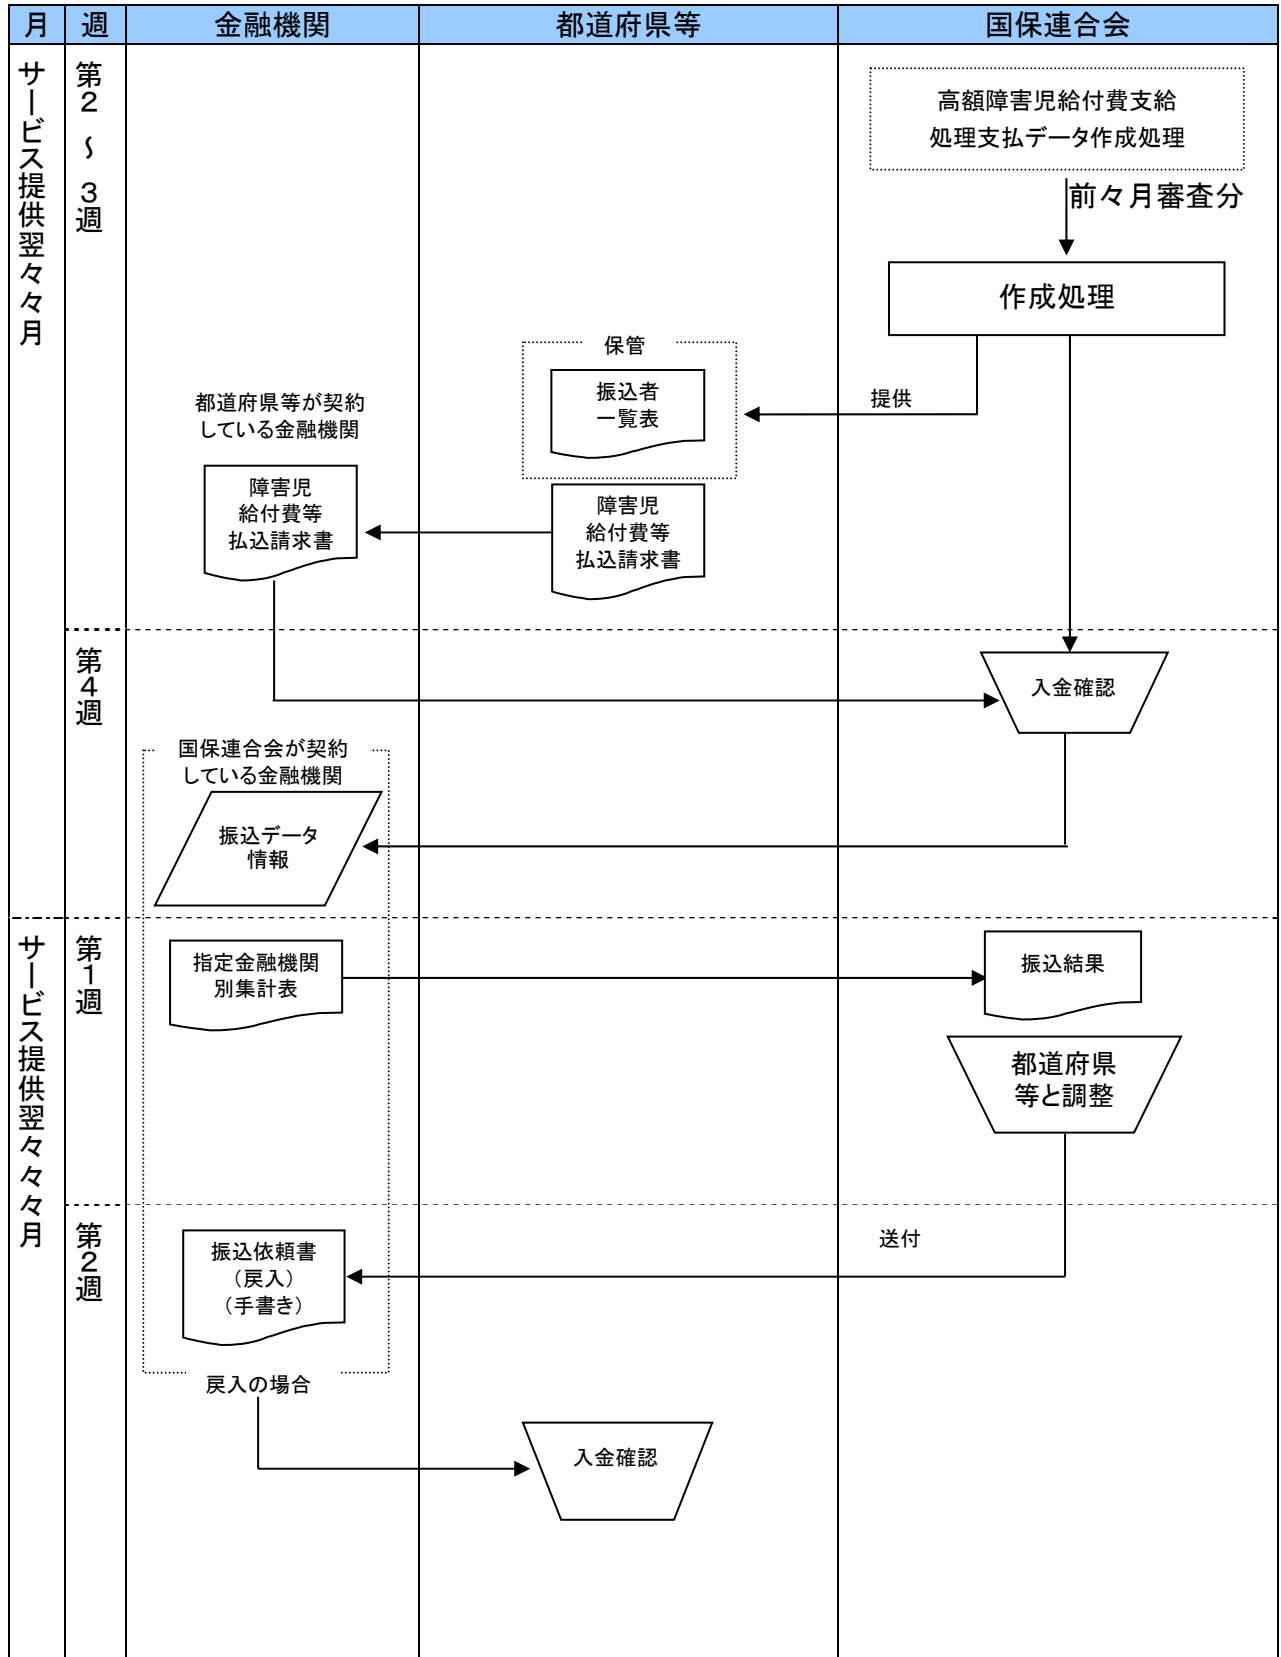 月
週
金融機関
都道府県等
国保連合会
サービス提供翌々月
第2～3週
高額障害児給付費支給
処理支払データ作成処理
前々月審査分
作成処理
保管
振込者
一覧表
提供
都道府県等が契約
している金融機関
障害児
給付費等
払込請求書
障害児
給付費等
払込請求書
第4週
入金確認
国保連合会が契約
している金融機関
振込データ
情報
サービス提供翌々々月
第1週
指定金融機関
別集計表
振込結果
都道府県
等と調整
第2週
送付
振込依頼書
（戻入）
（手書き）
戻入の場合
入金確認